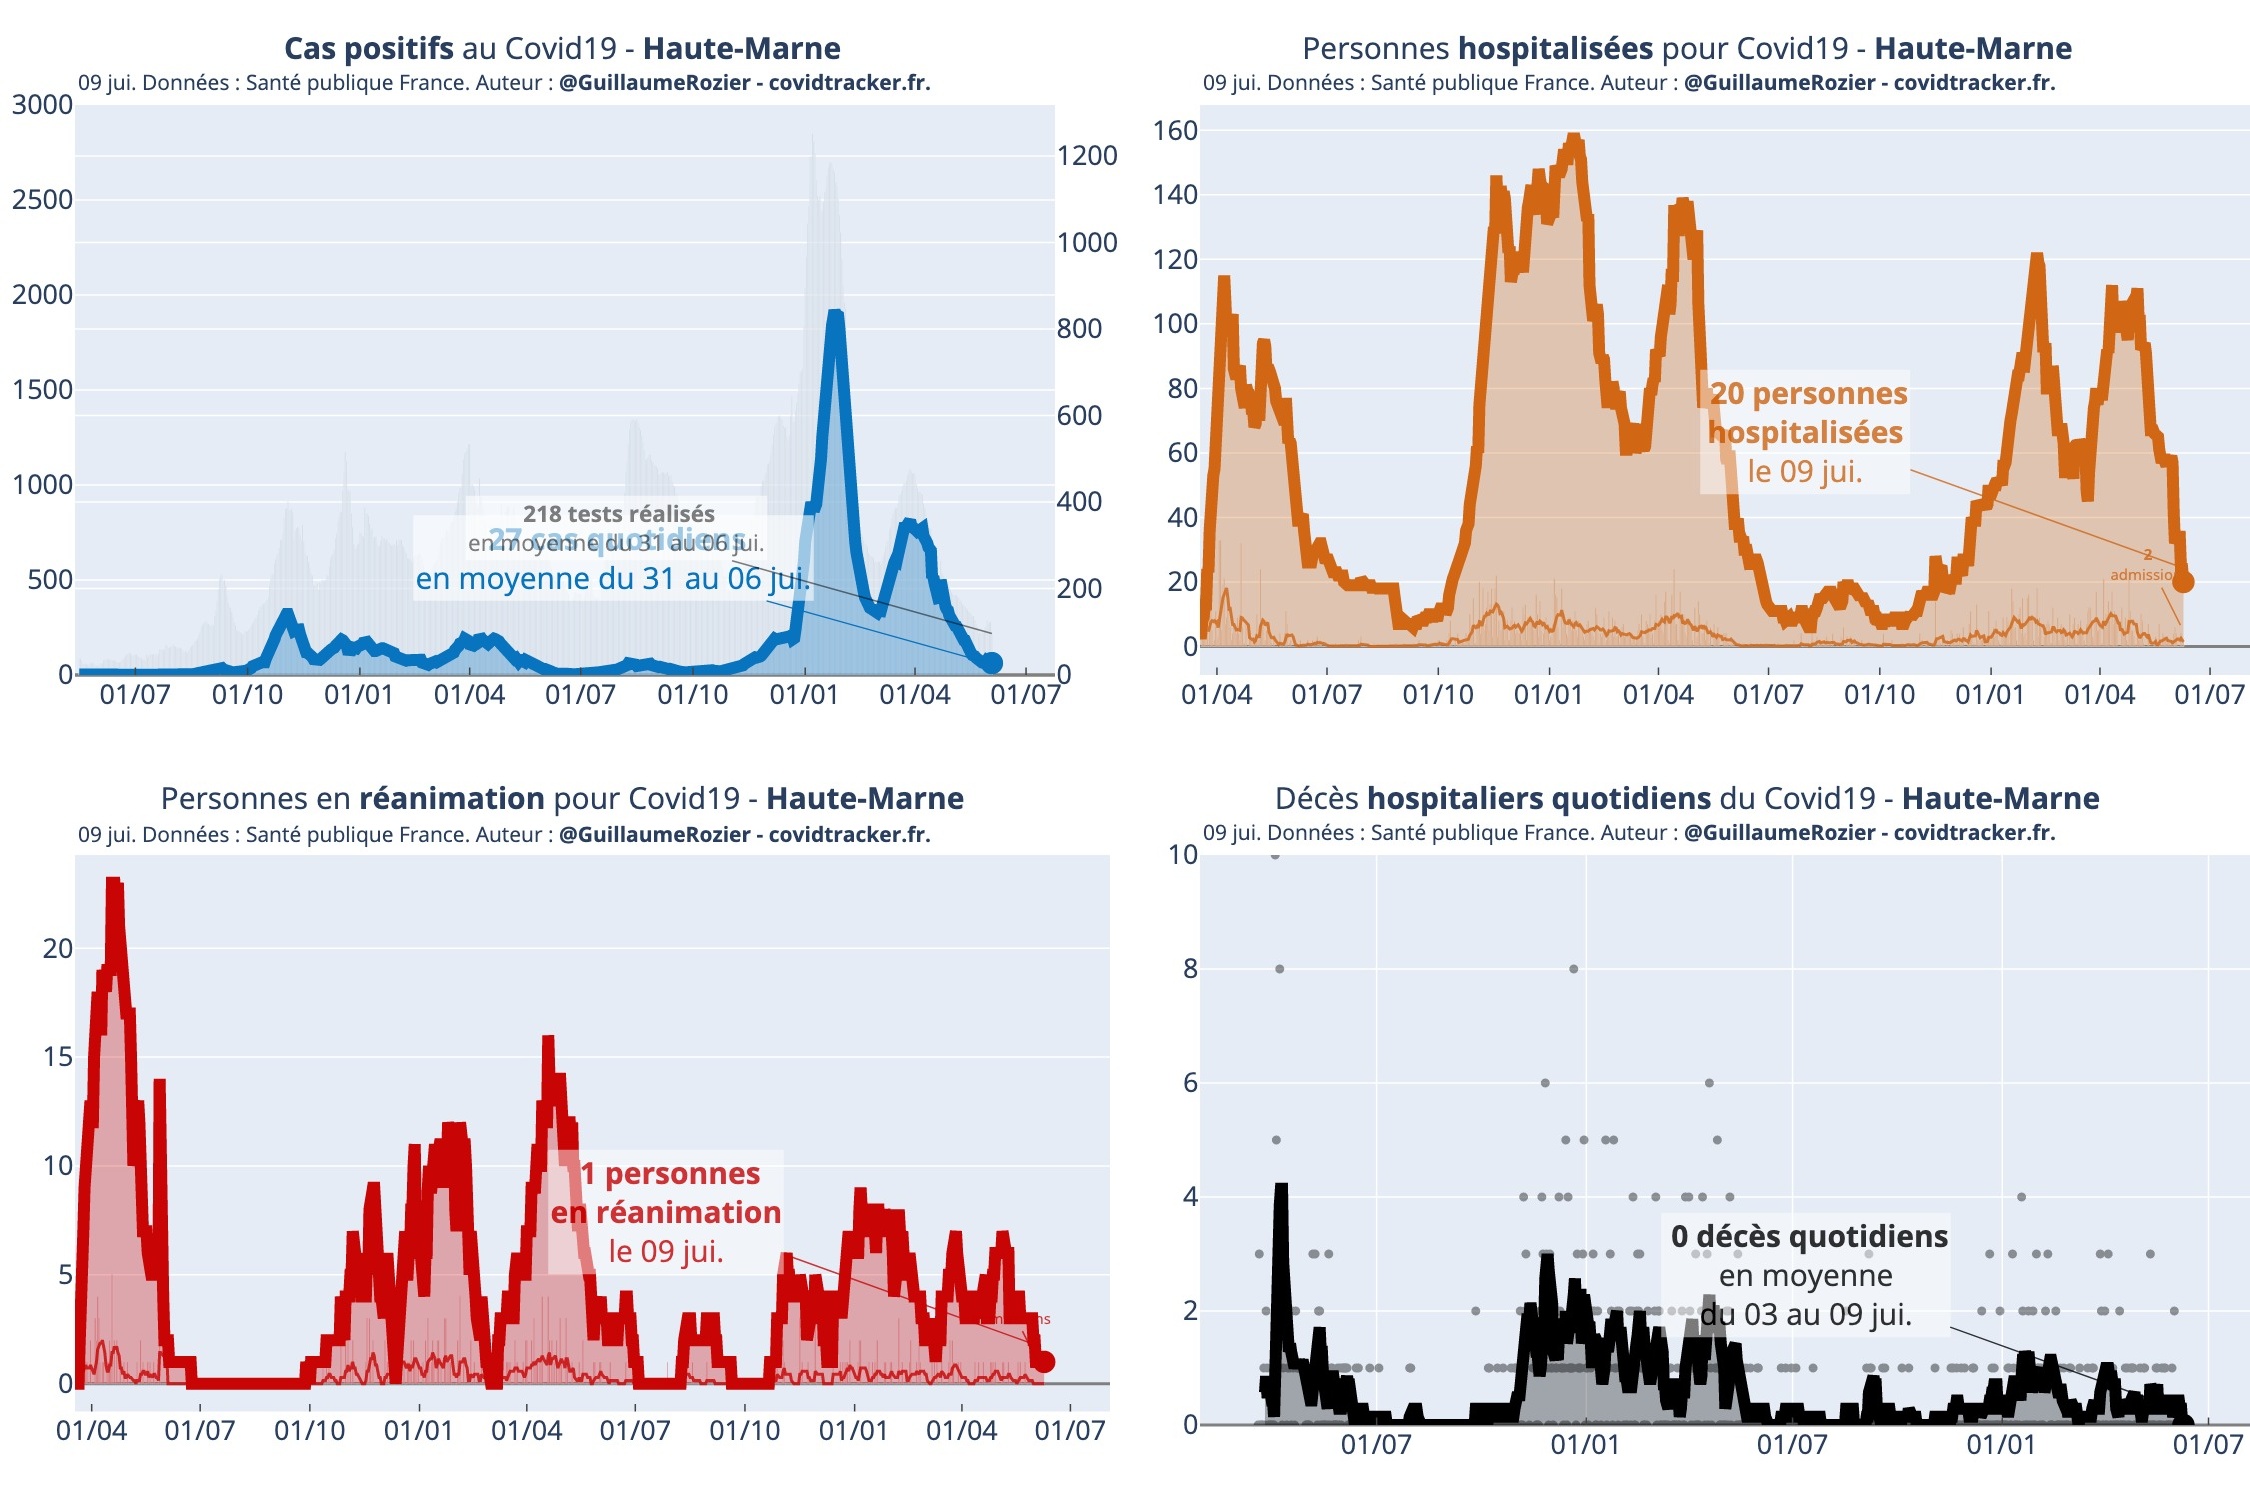 Cas positifs au Covid19 - Haute-Marne
09 jui. Données : Santé publique France. Auteur : @GuillaumeRozier - covidtracker.fr.
3000
2500
2000
1500
1000
500
0
1200
1000
800
600
400
200
0
218 tests réalisés
en moyenne du 31 au 06 jui.
27 cas quotidiens
en moyenne du 31 au 06 jui.
01/07 01/10 01/01 01/04 01/07 01/10 01/01 01/04 01/07
Personnes hospitalisées pour Covid19 - Haute-Marne
09 jui. Données : Santé publique France. Auteur : @GuillaumeRozier - covidtracker.fr.
160
140
120
100
80
60
40
20
0
20 personnes
hospitalisées
le 09 jui.
2
admissio
01/04 01/07 01/10 01/01 01/04 01/07 01/10 01/01 01/04 01/07
Personnes en réanimation pour Covid19 - Haute-Marne
09 jui. Données : Santé publique France. Auteur : @GuillaumeRozier - covidtracker.fr.
20
15
10
5
0
1 personnes
en réanimation
le 09 jui.
01/04 01/07 01/10 01/01 01/04 01/07 01/10 01/01 01/04 01/07
Décès hospitaliers quotidiens du Covid19 - Haute-Marne
09 jui. Données : Santé publique France. Auteur : @GuillaumeRozier - covidtracker.fr.
10
8
6
4
2
0
0 décès quotidiens
en moyenne
du 03 au 09 jui.
01/07 01/01 01/07 01/01 01/07